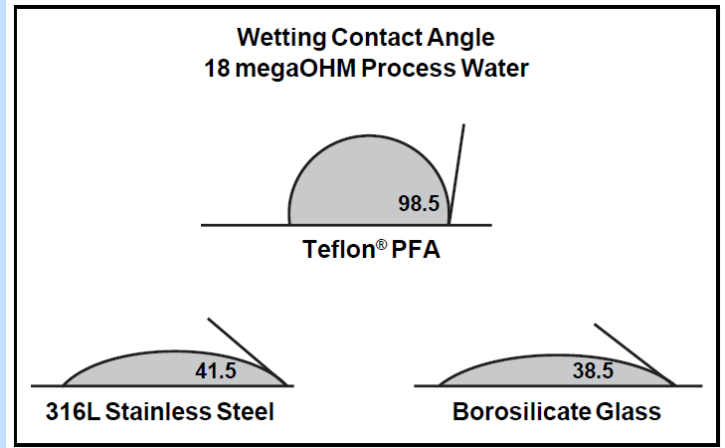 Wetting Contact Angle
18 megaOHM Process Water
98.5
Teflon® PFA
41.5
316L Stainless Steel
38.5
Borosilicate Glass